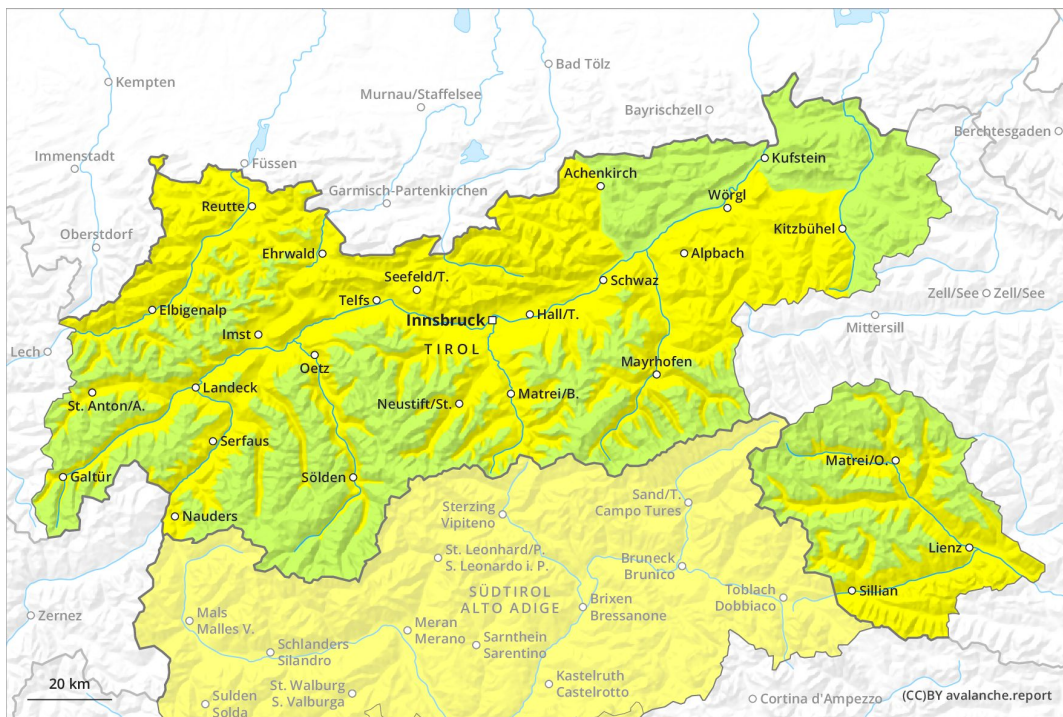 Kempten
Bad Tölz
Murnau/Staffelsee
Bayrischzell
Berchtesgaden
Immenstadt
Füssen
Kufstein
Achenkirch
Garmisch-Partenkirchen
Reutte
Wörgl
Oberstdorf
Kitzbühel
Ehrwald
Alpbach
Seefeld/T.
Schwaz
Telfs
Zell/See
Zell/See
Elbigenalp
Innsbruck
Hall/T.
Mittersill
Imst
TIROL
Lech
Oetz
Mayrhofen
Landeck
Matrei/B.
St. Anton/A.
Neustift/St.
Serfaus
Matrei/O.
Galtür
Sölden
Sterzing
Vipiteno
Sand/T.
Campo Tures
Nauders
Lienz
St. Leonhard/P.
S. Leonardo i. P.
Bruneck
Brunico
Sillian
SÜDTIROL
ALTO ADIGE
Toblach
Dobbiaco
Zernez
Mals
Malles V.
Brixen
Bressanone
Meran
Merano
Schlanders
Silandro
Sarnthein
Sarentino
20 km
St. Walburg
S. Valburga
Kastelruth
Castelrotto
Sulden
Solda
Cortina d'Ampezzo
(CC)BY avalanche.report